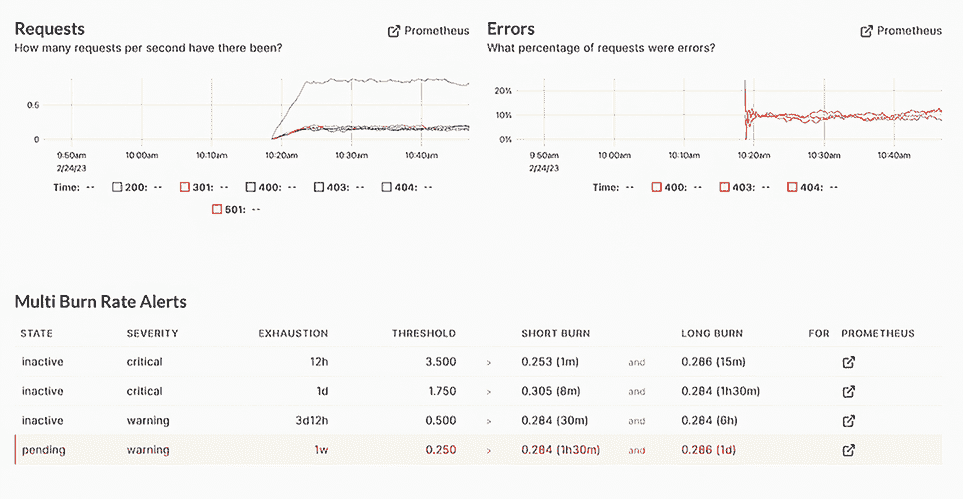 Requests
Prometheus
How many requests per second have there been?
0.5
0
9:50am 10:00am 10:10am 10:20am 10:30am 10:40am
2/24/23
Time: -- 200: -- 301: -- 400: -- 403: -- 404: --
501: --
Errors
Prometheus
What percentage of requests were errors?
20%
10%
0%
9:50am 10:00am 10:10am 10:20am 10:30am 10:40am
2/24/23
Time: -- 400: -- 403: -- 404: --
Multi Burn Rate Alerts
STATE SEVERITY EXHAUSTION THRESHOLD SHORT BURN LONG BURN FOR PROMETHEUS
inactive critical 12h 3.500 > 0.253 (1m) and 0.286 (15m)
inactive critical 1d 1.750 > 0.305 (8m) and 0.284 (1h30m)
inactive warning 3d12h 0.500 > 0.284 (30m) and 0.284 (6h)
pending warning 1w 0.250 > 0.284 (1h30m) and 0.286 (1d)